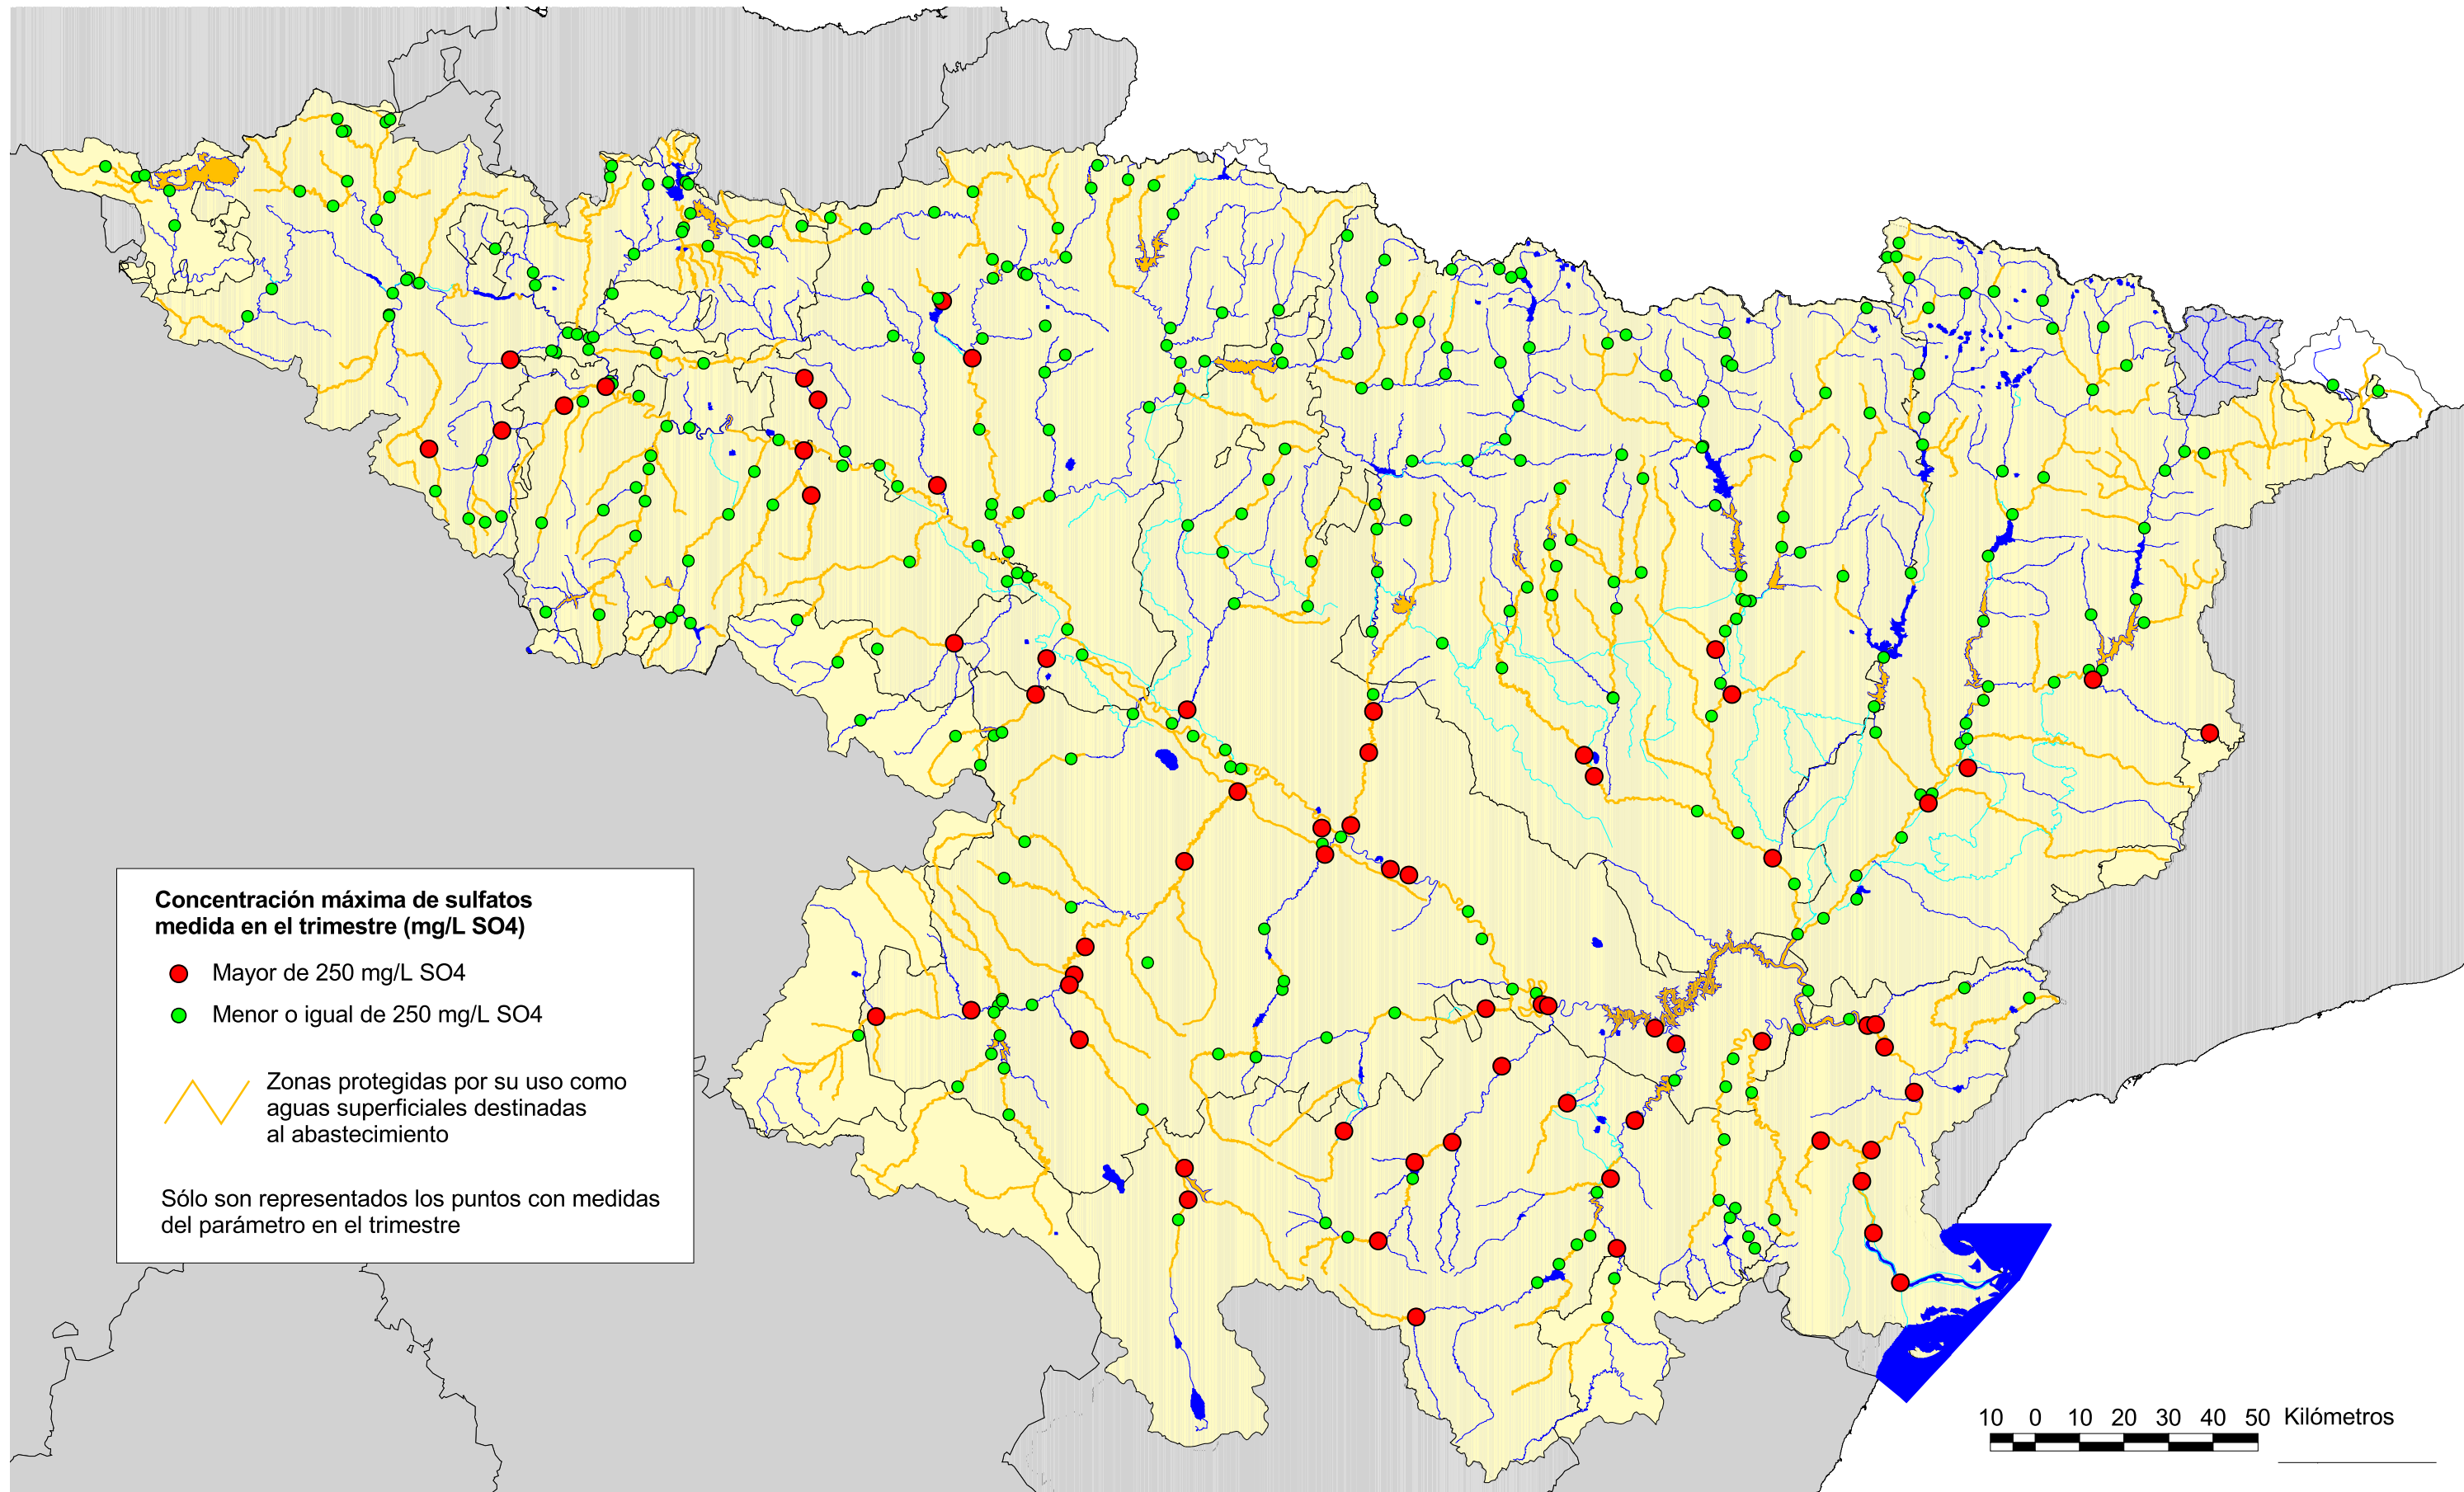 Concentración máxima de sulfatos
medida en el trimestre (mg/L SO4)
Mayor de 250 mg/L SO4
Menor o igual de 250 mg/L SO4
Zonas protegidas por su uso como
aguas superficiales destinadas
al abastecimiento
Sólo son representados los puntos con medidas
del parámetro en el trimestre
10 0 10 20 30 40 50 Kilómetros